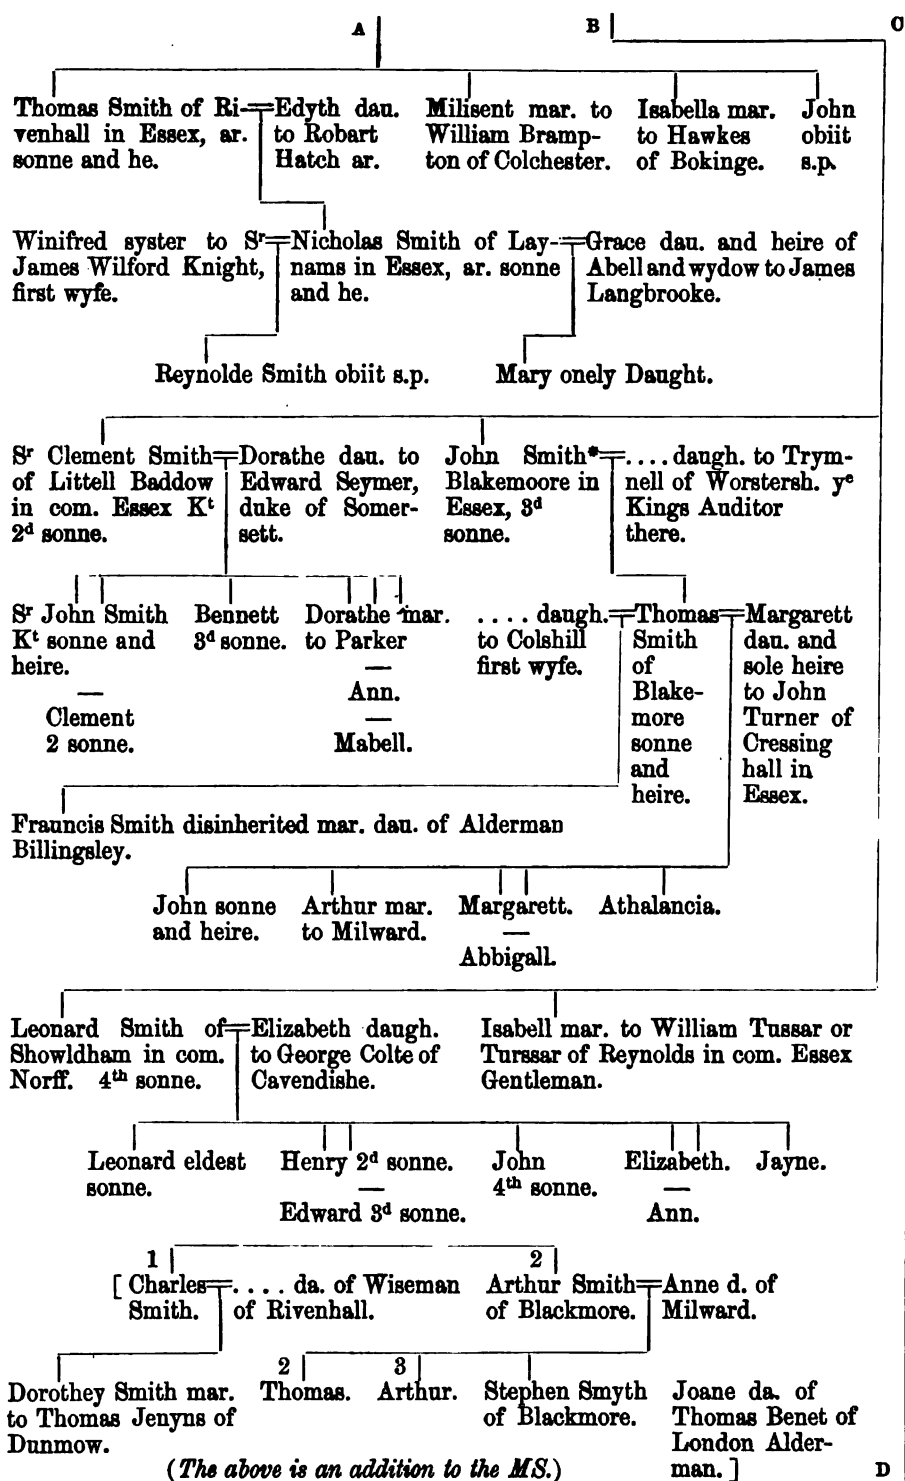 A B C
Thomas Smith of Ri-
venhall in Essex, ar.
sonne and he.
Edyth dau.
to Robart
Hatch ar.
Milisent mar. to
William Bramp-
ton of Colchester.
Isabella mar.
to Hawkes
of Bokinge.
John
obiit
s.p.
Winifred syster to Sr
James Wilford Knight,
first wyfe.
Nicholas Smith of Lay-
nams in Essex, ar. sonne
and he.
Grace dau. and heire of
Abell and wydow to James
Langbrooke.
Reynolde Smith obiit s.p.
Mary onely Daught.
Sr Clement Smith
of Littell Baddow
in com. Essex Kt
2d sonne.
Dorathe dau. to
Edward Seymer,
duke of Somer-
sett.
John Smith*
Blakemoore in
Essex, 3d
sonne.
.... daugh. to Trym-
nell of Worstersh. ye
Kings Auditor
there.
Sr John Smith
Kt sonne and
heire.
—
Clement
2 sonne.
Bennett
3d sonne.
Dorathe mar.
to Parker
—
Ann.
—
Mabell.
.... daugh.
to Colshill
first wyfe.
Thomas
Smith
of
Blake-
more
sonne
and
heire.
Margarett
dau. and
sole heire
to John
Turner of
Cressing
hall in
Essex.
Frauncis Smith disinherited mar. dau. of Alderman
Billingsley.
John sonne
and heire.
Arthur mar.
to Milward.
Margarett.
—
Abbigall.
Athalancia.
Leonard Smith of
Showldham in com.
Norff. 4th sonne.
Elizabeth daugh.
to George Colte of
Cavendishe.
Isabell mar. to William Tussar or
Turssar of Reynolds in com. Essex
Gentleman.
Leonard eldest
sonne.
Henry 2d sonne.
—
Edward 3d sonne.
John
4th sonne.
Elizabeth.
—
Ann.
Jayne.
1
[ Charles
Smith.
.... da. of Wiseman
of Rivenhall.
2
Arthur Smith
of Blackmore.
Anne d. of
Milward.
Dorothey Smith mar.
to Thomas Jenyns of
Dunmow.
2
Thomas.
3
Arthur.
Stephen Smyth
of Blackmore.
Joane da. of
Thomas Benet of
London Alder-
man. ]
(The above is an addition to the MS.)
D